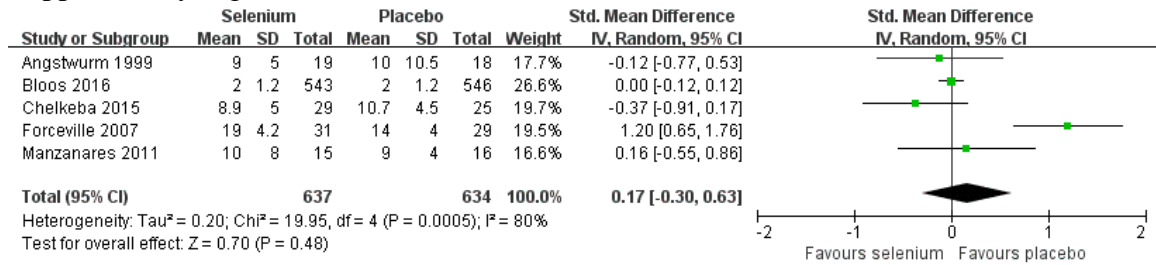 Selenium Placebo Std. Mean Difference Std. Mean Difference
Study or Subgroup Mean SD Total Mean SD Total Weight IV, Random, 95% CI IV, Random, 95% CI
Angstwurm 1999 9 5 19 10 10.5 18 17.7% -0.12 [-0.77, 0.53]
Bloos 2016 2 1.2 543 2 1.2 546 26.6% 0.00 [-0.12, 0.12]
Chelkeba 2015 8.9 5 29 10.7 4.5 25 19.7% -0.37 [-0.91, 0.17]
Forceville 2007 19 4.2 31 14 4 29 19.5% 1.20 [0.65, 1.76]
Manzanares 2011 10 8 15 9 4 16 16.6% 0.16 [-0.55, 0.86]
Total (95% CI) 637 634 100.0% 0.17 [-0.30, 0.63]
Heterogeneity: Tau² = 0.20; Chi² = 19.95, df = 4 (P = 0.0005); I² = 80%
Test for overall effect: Z = 0.70 (P = 0.48)
-2 -1 0 1 2
Favours selenium Favours placebo